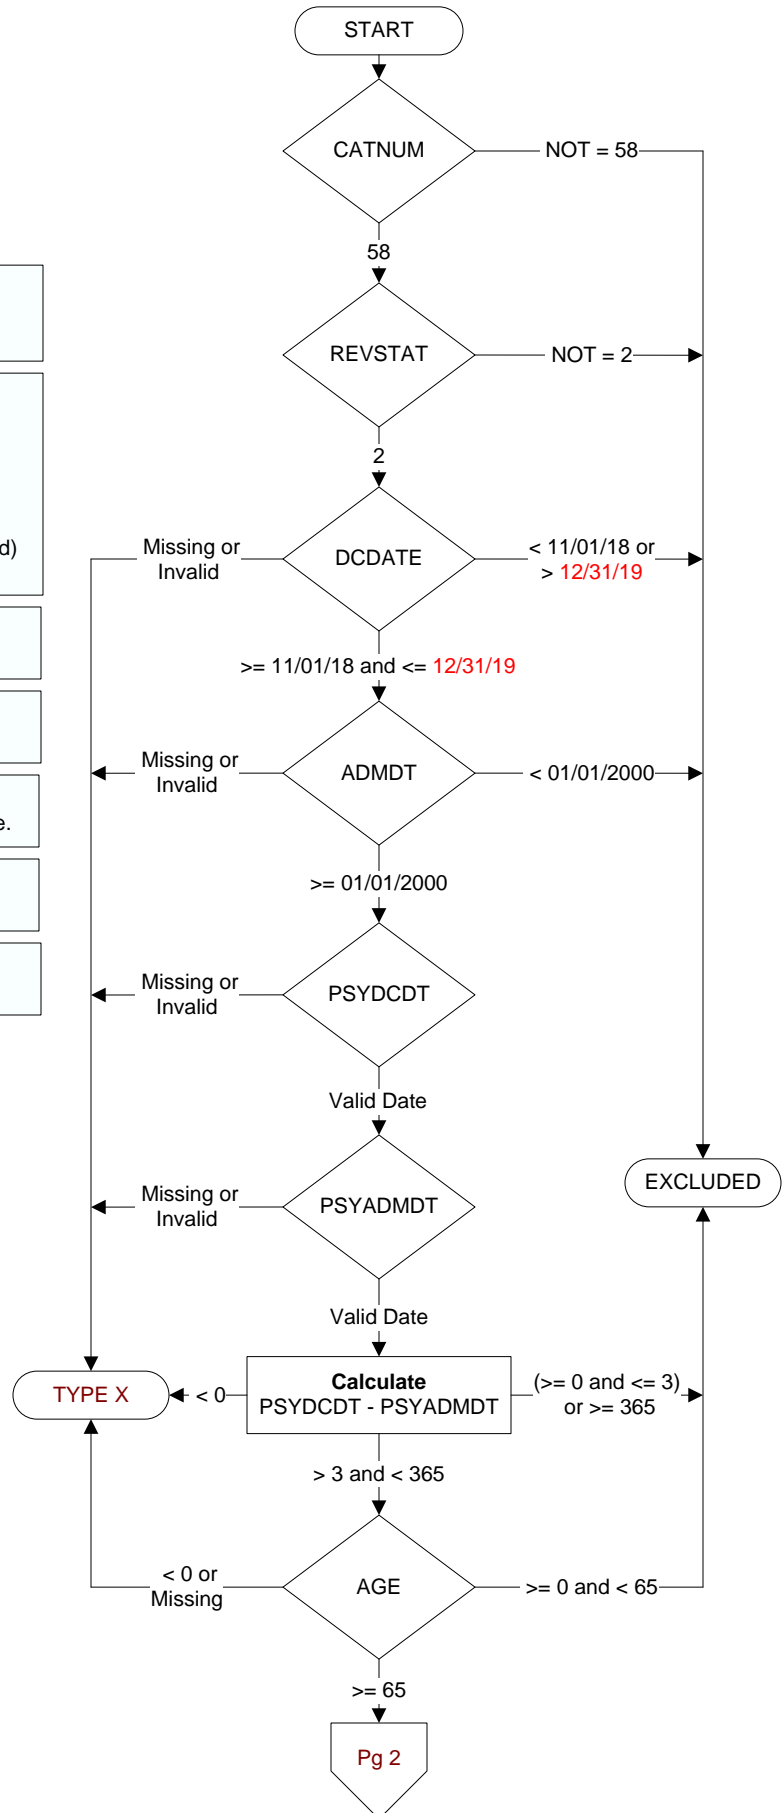 START
CATNUM
NOT = 58
58
REVSTAT
NOT = 2
2
d)
Missing or
Invalid
DCDATE
< 11/01/18 or
> 12/31/19
>= 11/01/18 and <= 12/31/19
Missing or
Invalid
ADMDT
< 01/01/2000
e.
>= 01/01/2000
Missing or
Invalid
PSYDCDT
Valid Date
Missing or
Invalid
PSYADMDT
EXCLUDED
Valid Date
TYPE X
< 0
Calculate
PSYDCDT - PSYADMDT
(>= 0 and <= 3)
or >= 365
> 3 and < 365
< 0 or
Missing
AGE
>= 0 and < 65
>= 65
Pg 2